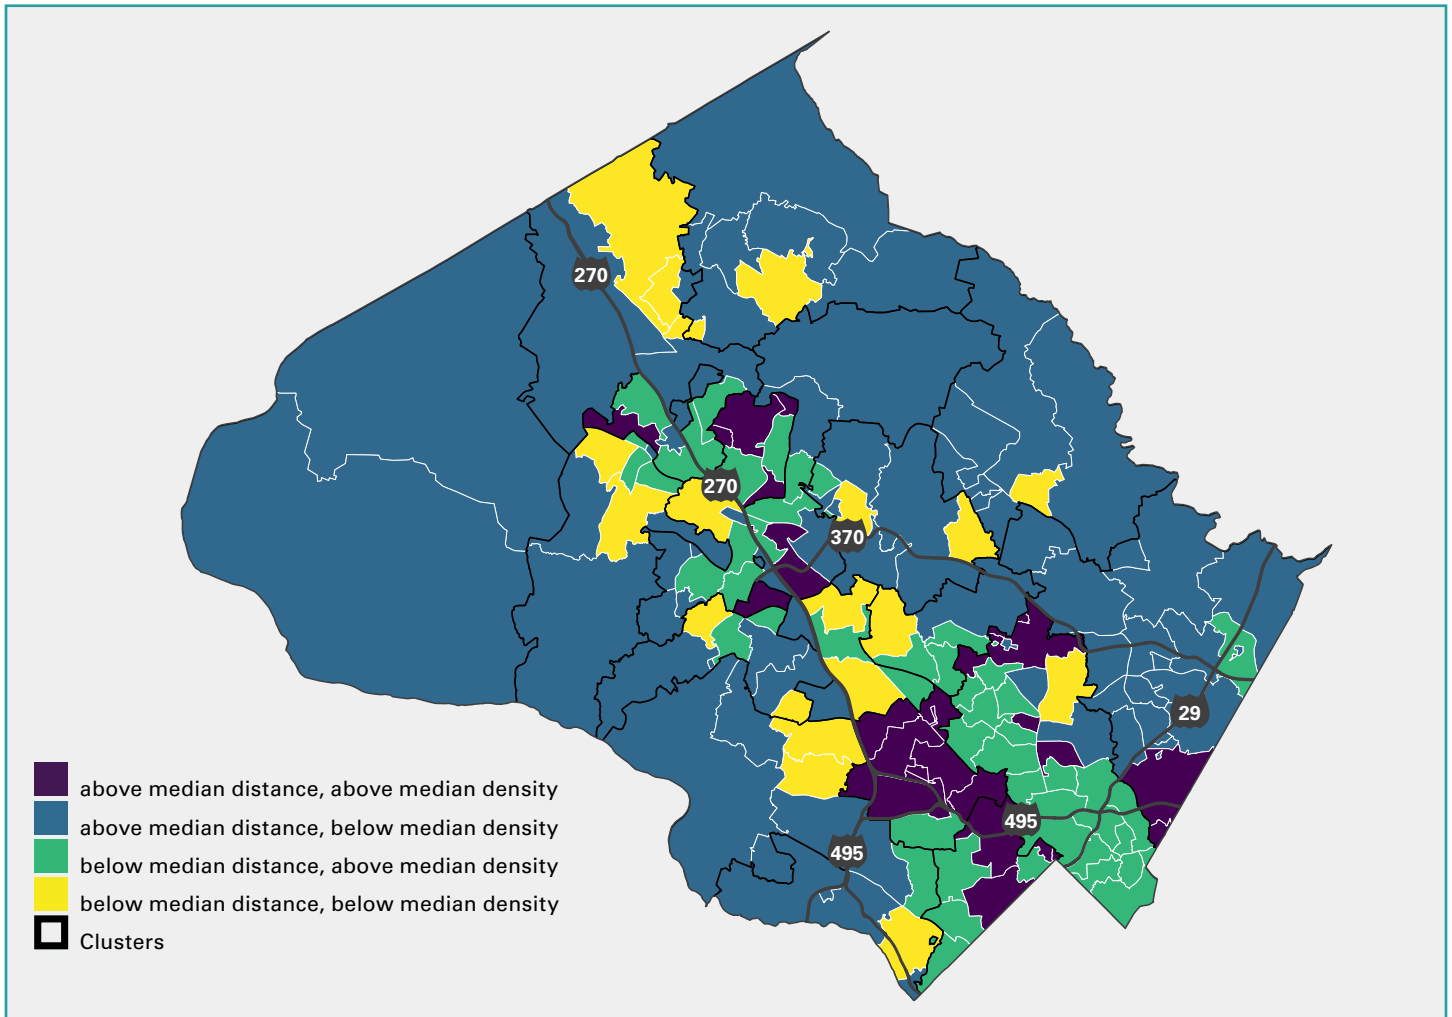 270
270
370
29
495
495
above median distance, above median density
above median distance, below median density
below median distance, above median density
below median distance, below median density
Clusters